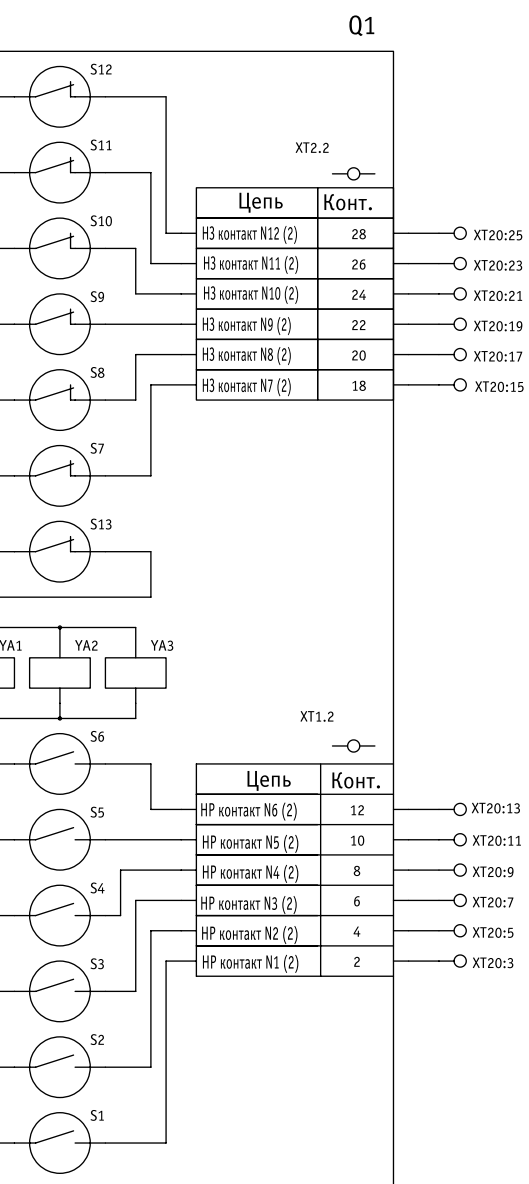 Q1
S12
S11
XT2.2
Цепь Конт.
S10
НЗ контакт N12 (2) 28 XT20:25
НЗ контакт N11 (2) 26 XT20:23
НЗ контакт N10 (2) 24 XT20:21
S9
НЗ контакт N9 (2) 22 XT20:19
НЗ контакт N8 (2) 20 XT20:17
S8
НЗ контакт N7 (2) 18 XT20:15
S7
S13
YA1 YA2 YA3
XT1.2
S6
Цепь Конт.
НР контакт N6 (2) 12 XT20:13
S5
НР контакт N5 (2) 10 XT20:11
НР контакт N4 (2) 8 XT20:9
S4
НР контакт N3 (2) 6 XT20:7
НР контакт N2 (2) 4 XT20:5
НР контакт N1 (2) 2 XT20:3
S3
S2
S1